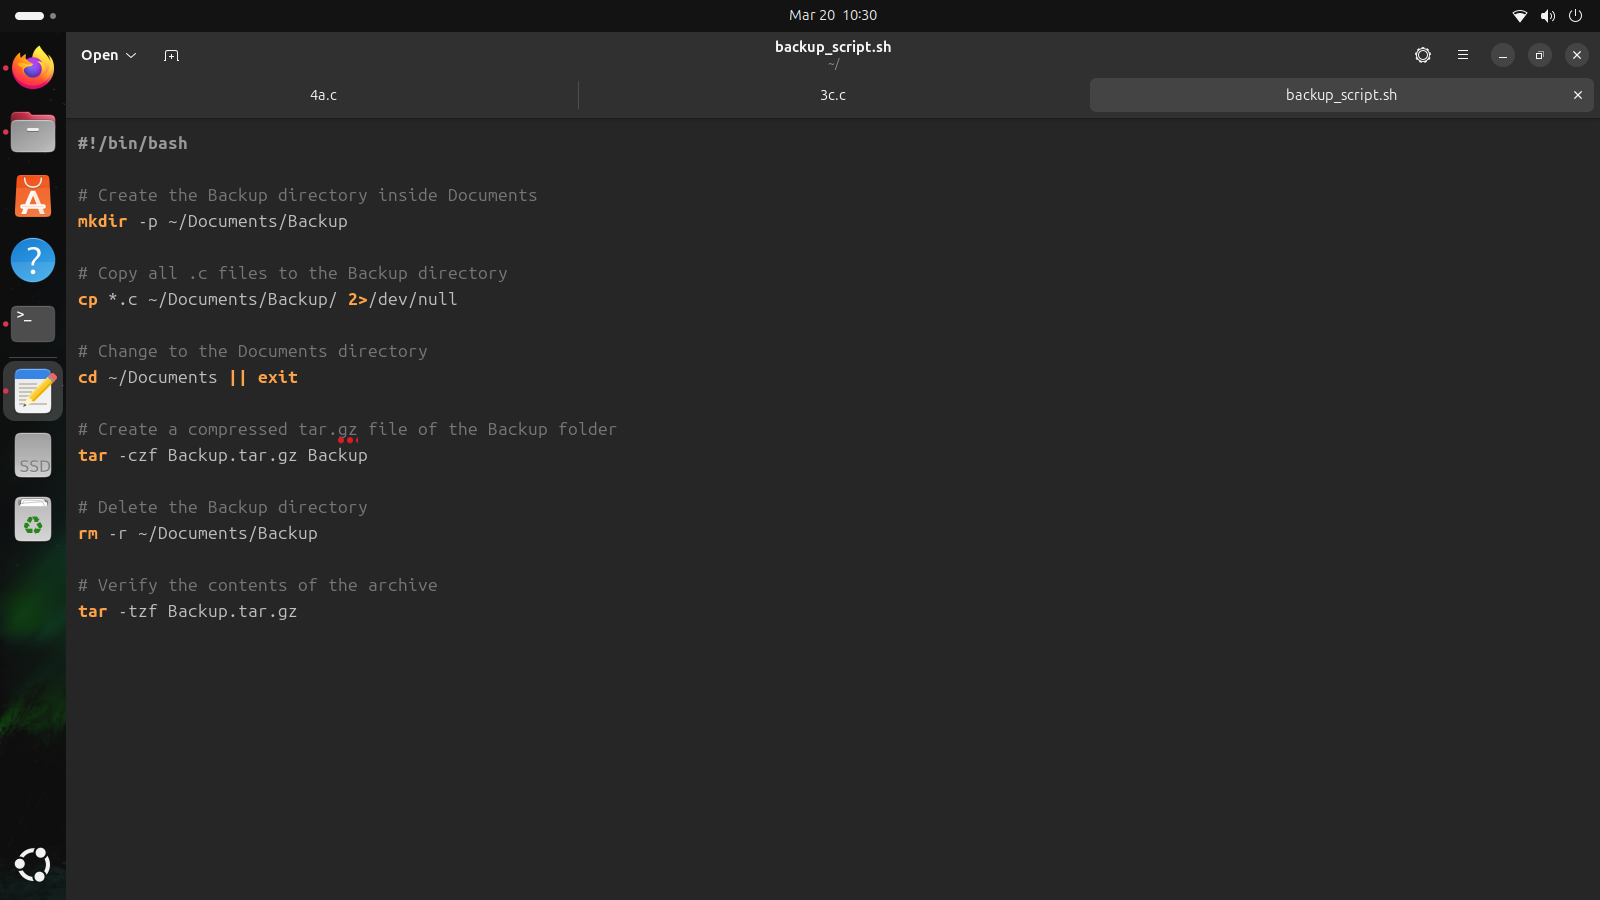 Mar 20 10:30
Open
backup_script.sh
~/
4a.c
3c.c
backup_script.sh
#!/bin/bash
# Create the Backup directory inside Documents
mkdir -p ~/Documents/Backup
# Copy all .c files to the Backup directory
cp *.c ~/Documents/Backup/ 2>/dev/null
# Change to the Documents directory
cd ~/Documents || exit
# Create a compressed tar.gz file of the Backup folder
tar -czf Backup.tar.gz Backup
# Delete the Backup directory
rm -r ~/Documents/Backup
# Verify the contents of the archive
tar -tzf Backup.tar.gz
?
>_
SSD